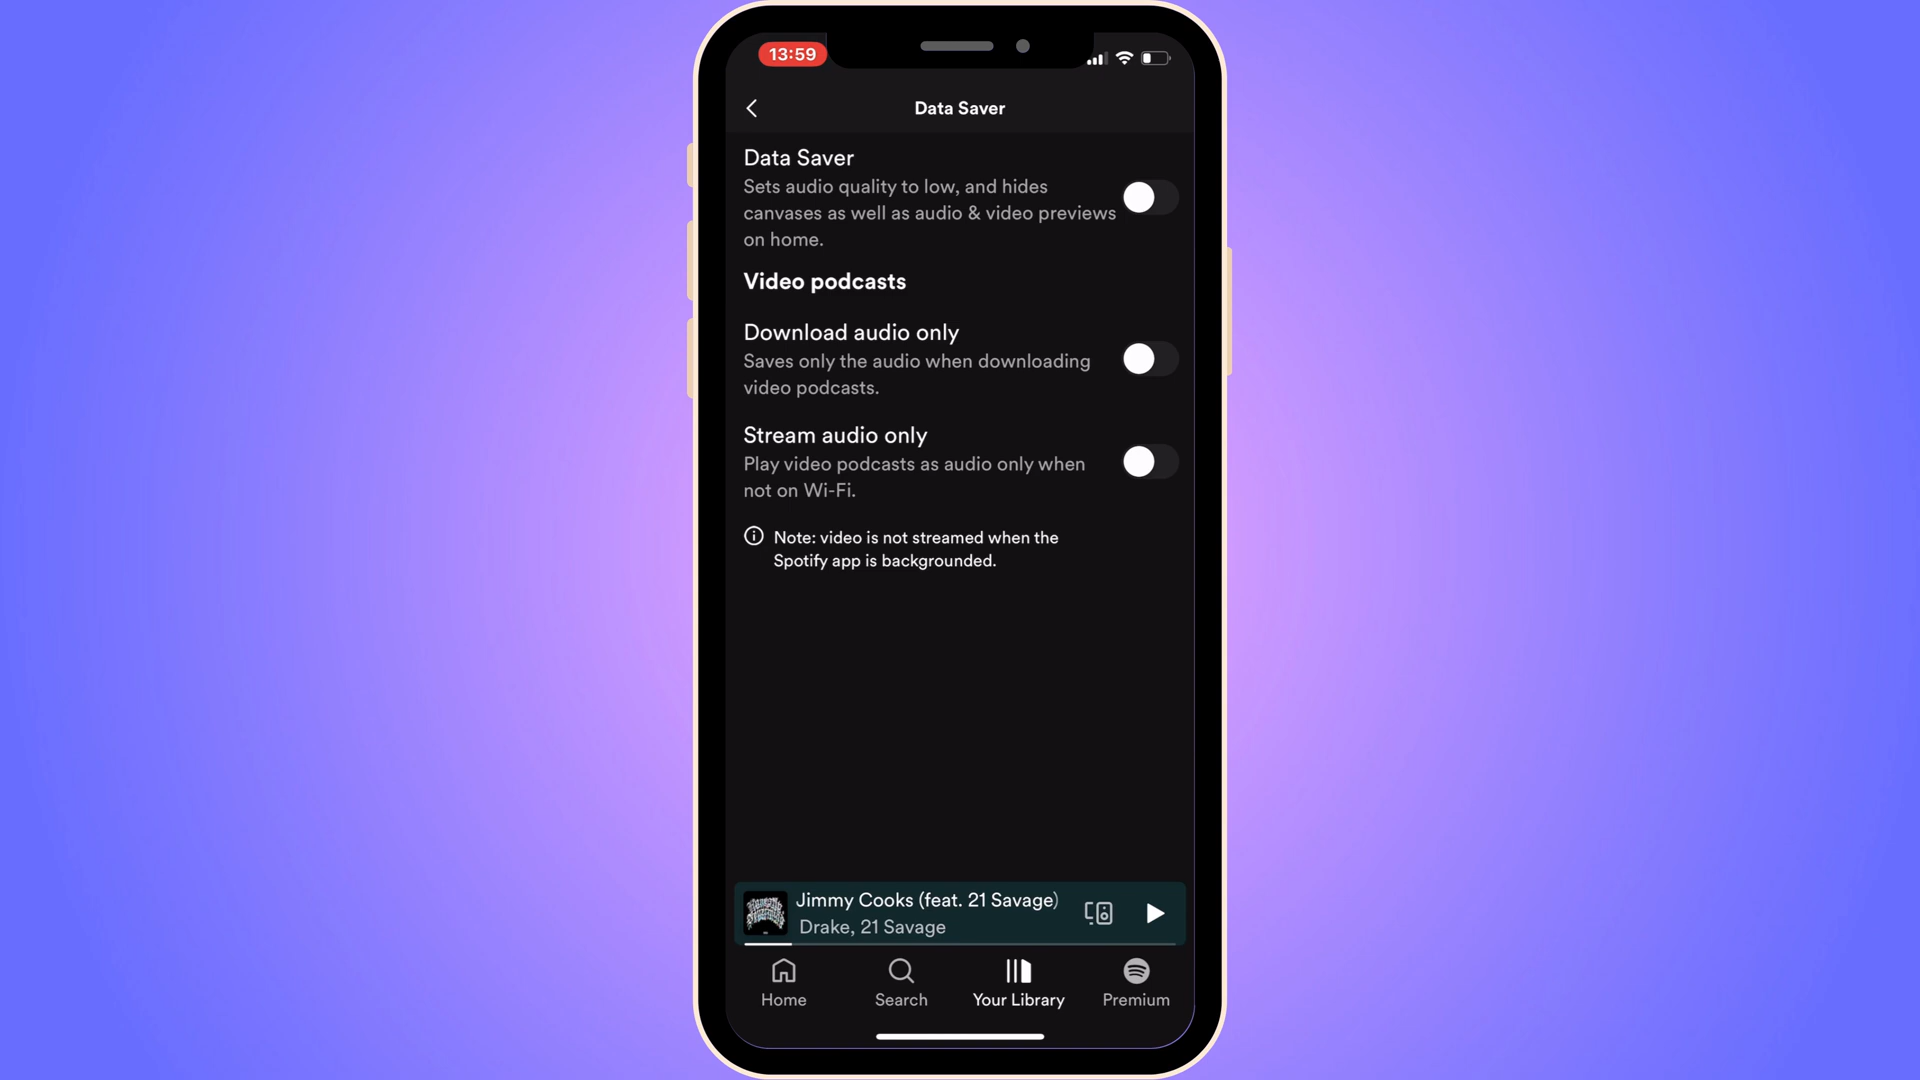 13:59
Data Saver
Data Saver
Sets audio quality to low, and hides
canvases as well as audio & video previews
on home.
Video podcasts
Download audio only
Saves only the audio when downloading
video podcasts.
Stream audio only
Play video podcasts as audio only when
not on Wi-Fi.
Note: video is not streamed when the
Spotify app is backgrounded.
Jimmy Cooks (feat. 21 Savage)
Drake, 21 Savage
Home
Search
Your Library
Premium